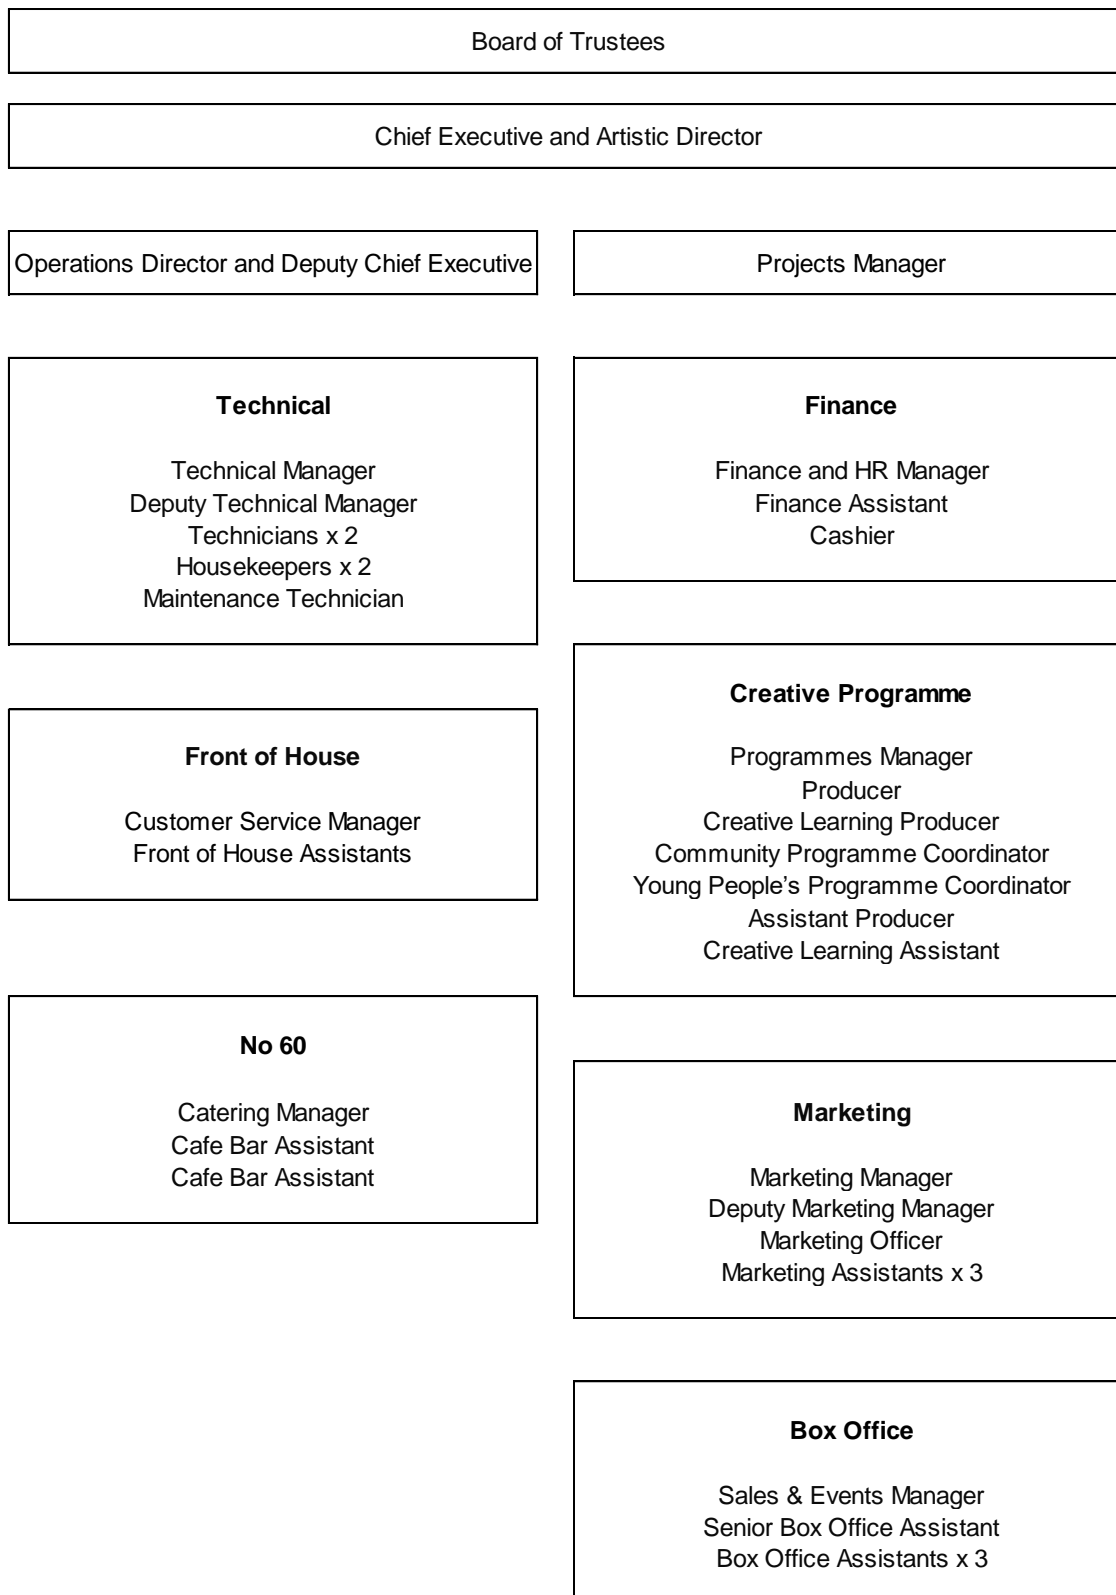 Board of Trustees
Chief Executive and Artistic Director
Operations Director and Deputy Chief Executive
Projects Manager
Technical
Technical Manager
Deputy Technical Manager
Technicians x 2
Housekeepers x 2
Maintenance Technician
Front of House
Customer Service Manager
Front of House Assistants
No 60
Catering Manager
Cafe Bar Assistant
Cafe Bar Assistant
Finance
Finance and HR Manager
Finance Assistant
Cashier
Creative Programme
Programmes Manager
Producer
Creative Learning Producer
Community Programme Coordinator
Young People’s Programme Coordinator
Assistant Producer
Creative Learning Assistant
Marketing
Marketing Manager
Deputy Marketing Manager
Marketing Officer
Marketing Assistants x 3
Box Office
Sales & Events Manager
Senior Box Office Assistant
Box Office Assistants x 3